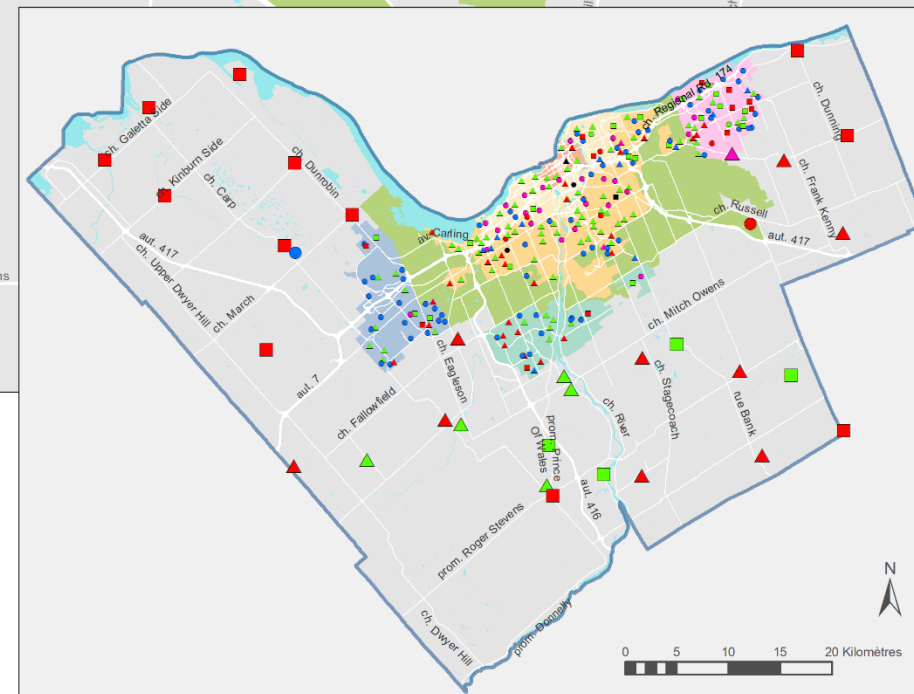 ch. Regional Rd. 174
ch. Dunning
ch. Galetta Side
ch. Kinburn Side
ch. Carp
ch. Dunrobin
ch. Frank Kenny
ch. Russell
aut. 417
av. Carling
aut. 417
ch. Upper Dwyer Hill
ch. March
ch. Mitch Owens
ch. Eagleson
ch. Stagecoach
rue Bank
aut. 7
ch. Fallowfield
ch. River
prom. Prince
Of Wales
aut. 416
prom. Roger Stevens
prom. Donnelly
ch. Dwyer Hill
N
0 5 10 15 20 Kilomètres